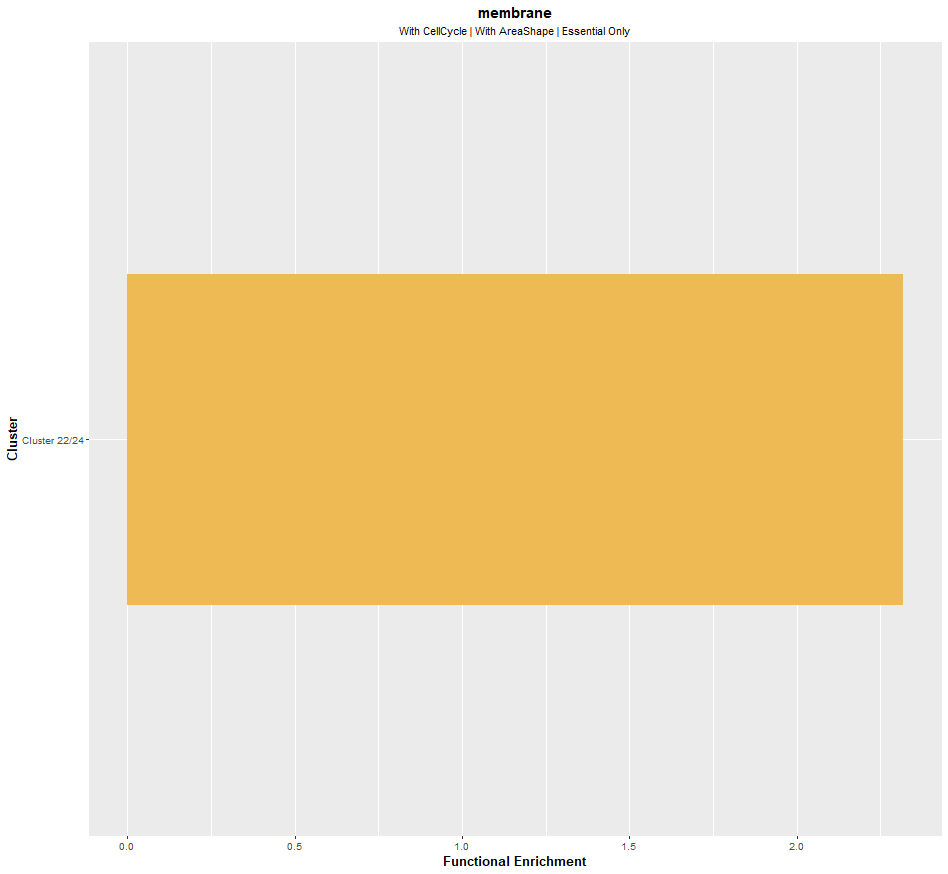 membrane
With CellCycle | With AreaShape | Essential Only
Cluster
Cluster 22/24
0.0
0.5
1.0
1.5
2.0
Functional Enrichment